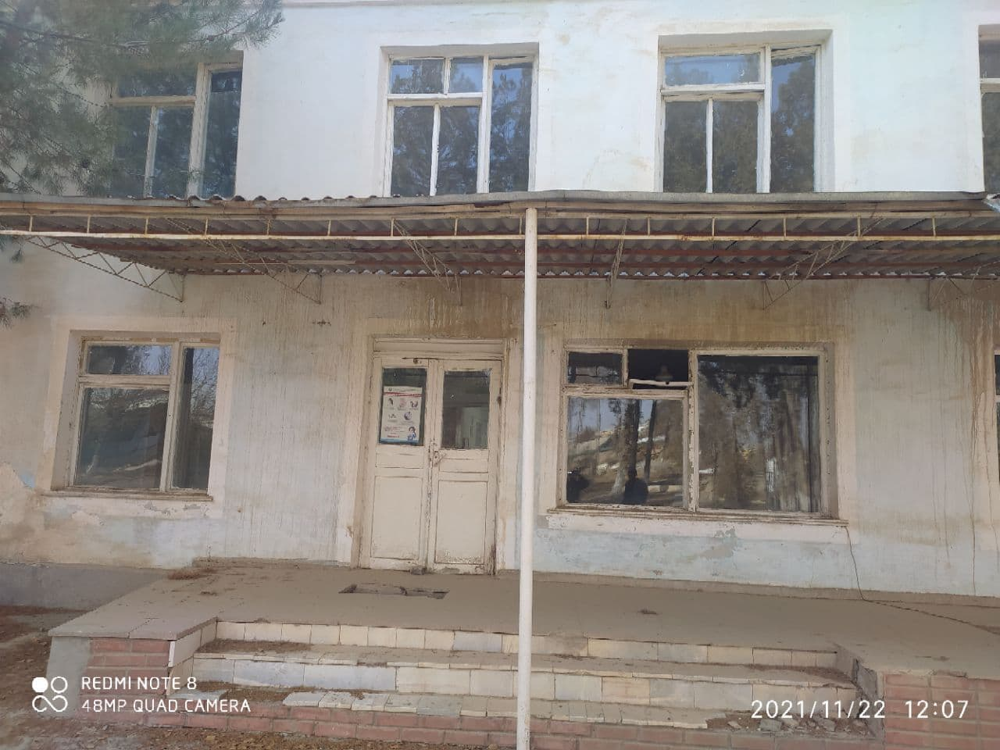 REDMI NOTE 8
48MP QUAD CAMERA
2021/11/22 12:07